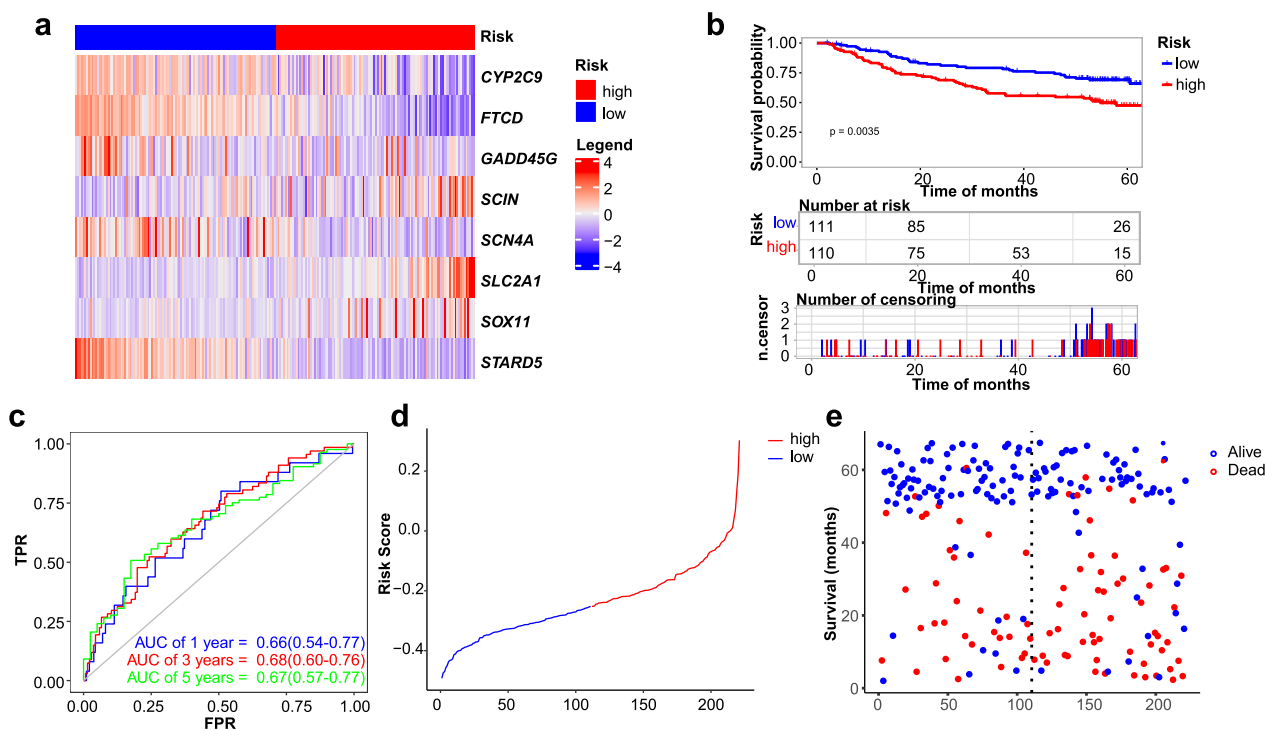 a
Risk
CYP2C9
FTCD
GADD45G
SCIN
SCN4A
SLC2A1
SOX11
STARD5
Risk
high
low
Legend
4
2
0
−2
−4
b
Survival probability
1.00
0.75
0.50
0.25
0.00
p = 0.0035
0 20 40 60
Time of months
Risk
low
high
Number at risk
Risk
low 111 85 26
high 110 75 53 15
0 20 40 60
Time of months
Number of censoring
n.censor
3
2
1
0
0 20 40 60
Time of months
c
TPR
1.00
0.75
0.50
0.25
0.00
AUC of 1 year = 0.66(0.54-0.77)
AUC of 3 years = 0.68(0.60-0.76)
AUC of 5 years = 0.67(0.57-0.77)
0.00 0.25 0.50 0.75 1.00
FPR
d
Risk Score
0.2
0.0
−0.2
−0.4
0 50 100 150 200
high
low
e
Survival (months)
60
40
20
0
0 50 100 150 200
Alive
Dead